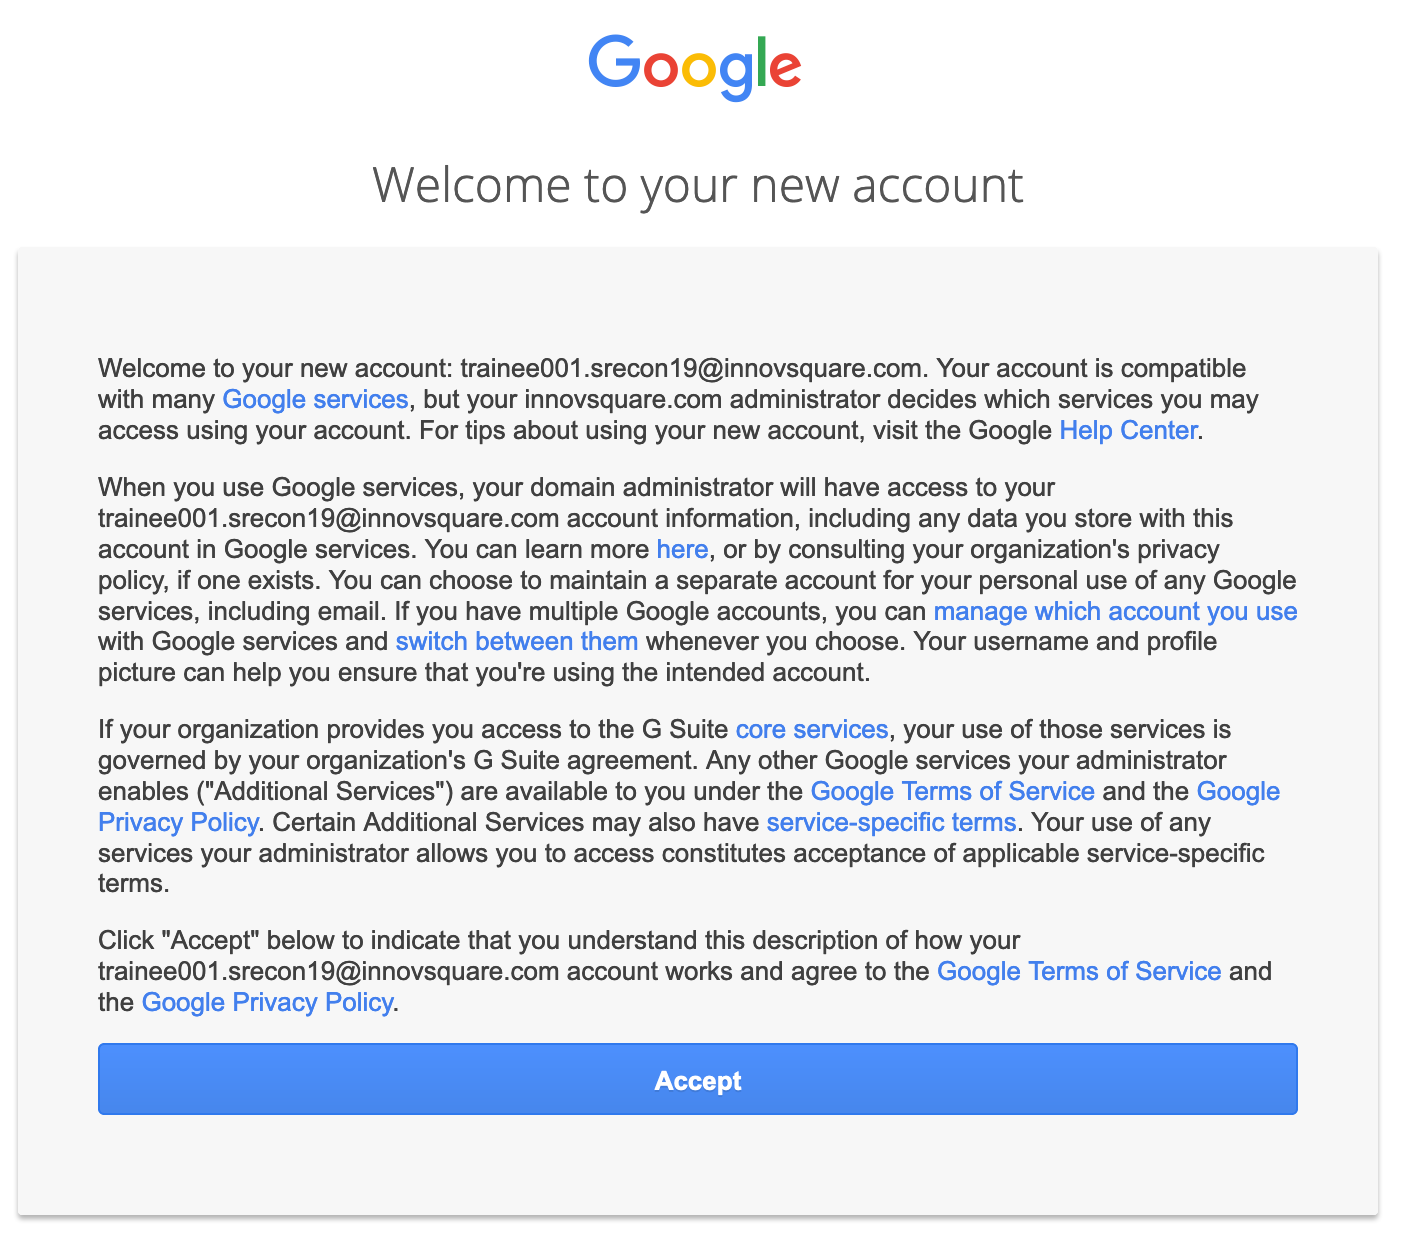 Google
Welcome to your new account
Welcome to your new account: trainee001.srecon19@innovsquare.com. Your account is compatible
with many Google services, but your innovsquare.com administrator decides which services you may
access using your account. For tips about using your new account, visit the Google Help Center.
When you use Google services, your domain administrator will have access to your
trainee001.srecon19@innovsquare.com account information, including any data you store with this
account in Google services. You can learn more here, or by consulting your organization's privacy
policy, if one exists. You can choose to maintain a separate account for your personal use of any Google
services, including email. If you have multiple Google accounts, you can manage which account you use
with Google services and switch between them whenever you choose. Your username and profile
picture can help you ensure that you're using the intended account.
If your organization provides you access to the G Suite core services, your use of those services is
governed by your organization's G Suite agreement. Any other Google services your administrator
enables ("Additional Services") are available to you under the Google Terms of Service and the Google
Privacy Policy. Certain Additional Services may also have service-specific terms. Your use of any
services your administrator allows you to access constitutes acceptance of applicable service-specific
terms.
Click "Accept" below to indicate that you understand this description of how your
trainee001.srecon19@innovsquare.com account works and agree to the Google Terms of Service and
the Google Privacy Policy.
Accept